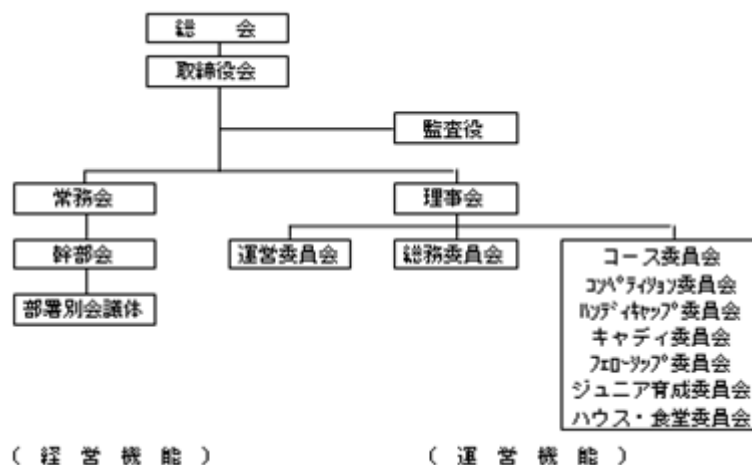 総　会
取締役会
監査役
常務会
理事会
幹部会
運営委員会
総務委員会
部署別会議体
コース委員会
ｺﾝﾍﾟﾃｨｼｮﾝ委員会
ﾊﾝﾃﾞｨｷｬｯﾌﾟ委員会
キャディ委員会
ﾌｪﾛｰｼｯﾌﾟ委員会
ジュニア育成委員会
ハウス・食堂委員会
（ 経 営 機 能 ）
（ 運 営 機 能 ）